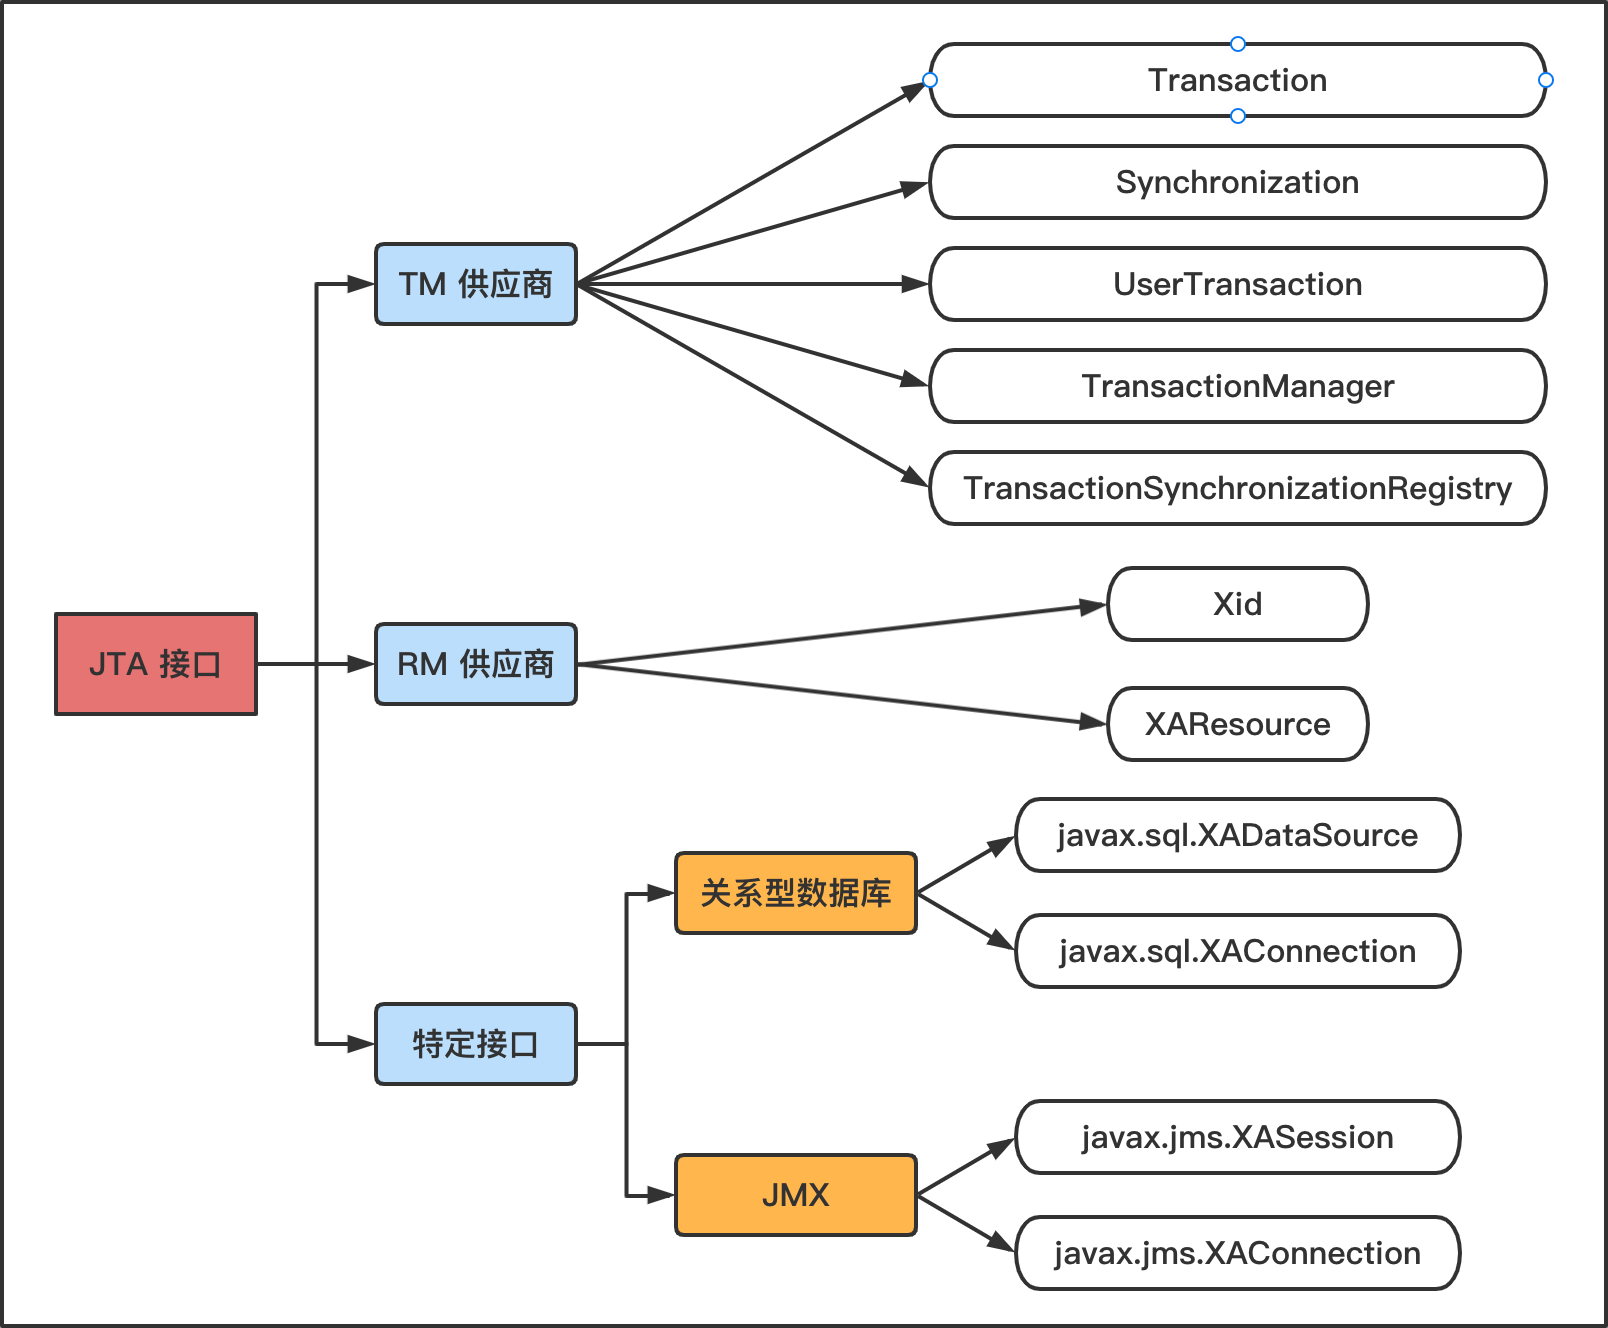 JTA 接口
TM 供应商
Transaction
Synchronization
UserTransaction
TransactionManager
TransactionSynchronizationRegistry
RM 供应商
Xid
XAResource
特定接口
关系型数据库
javax.sql.XADataSource
javax.sql.XAConnection
JMX
javax.jms.XASession
javax.jms.XAConnection